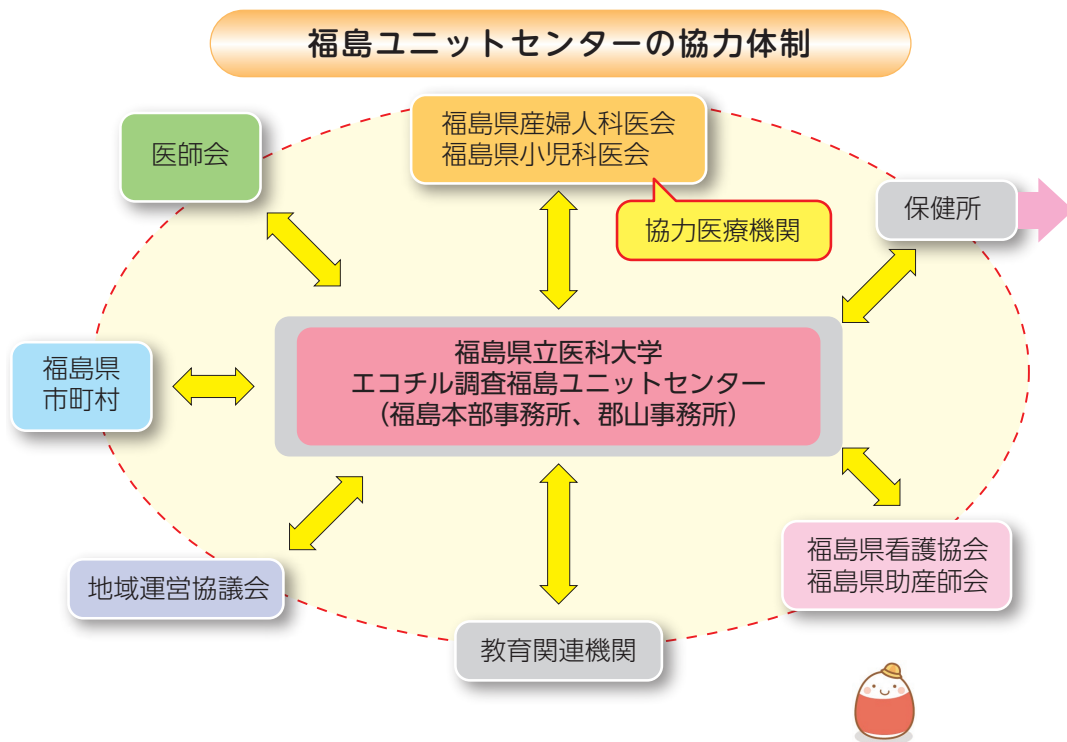 福島ユニットセンターの協力体制
医師会
福島県産婦人科医会
福島県小児科医会
協力医療機関
保健所
福島県立医科大学
エコチル調査福島ユニットセンター
（福島本部事務所、郡山事務所）
福島県
市町村
地域運営協議会
教育関連機関
福島県看護協会
福島県助産師会